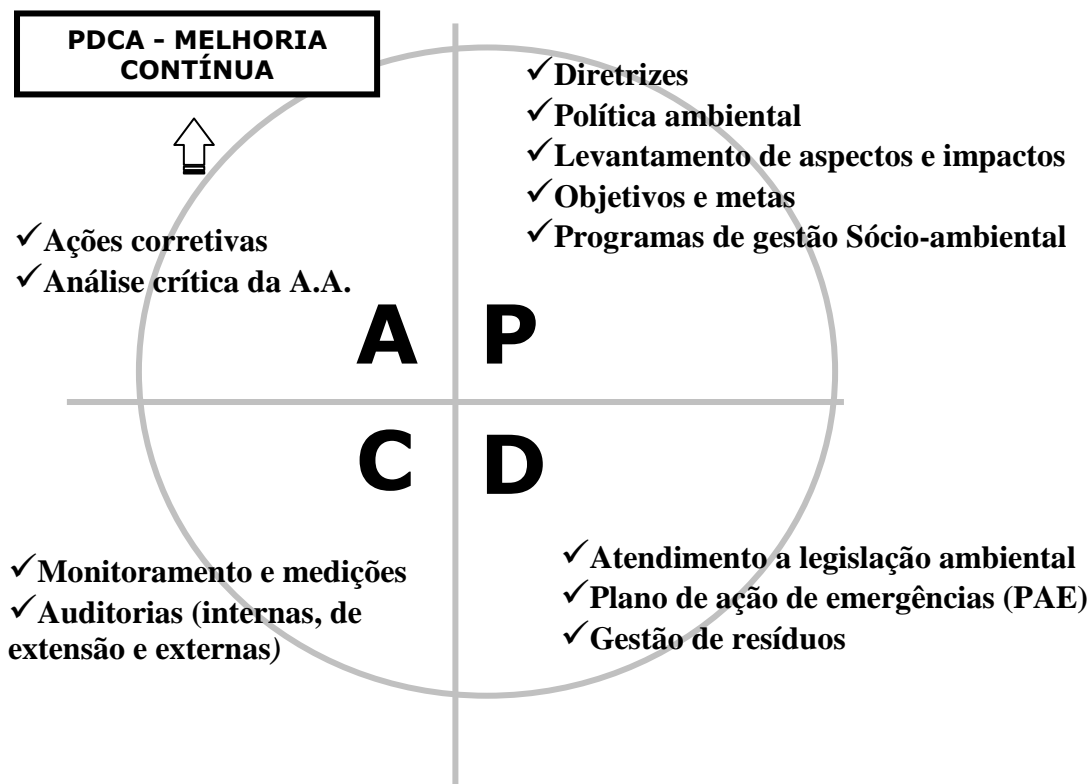 PDCA - MELHORIA
CONTÍNUA
✓Diretrizes
✓Política ambiental
✓Levantamento de aspectos e impactos
✓Objetivos e metas
✓Programas de gestão Sócio-ambiental
✓Ações corretivas
✓Análise crítica da A.A.
A P
C D
✓Monitoramento e medições
✓Auditorias (internas, de
extensão e externas)
✓Atendimento a legislação ambiental
✓Plano de ação de emergências (PAE)
✓Gestão de resíduos